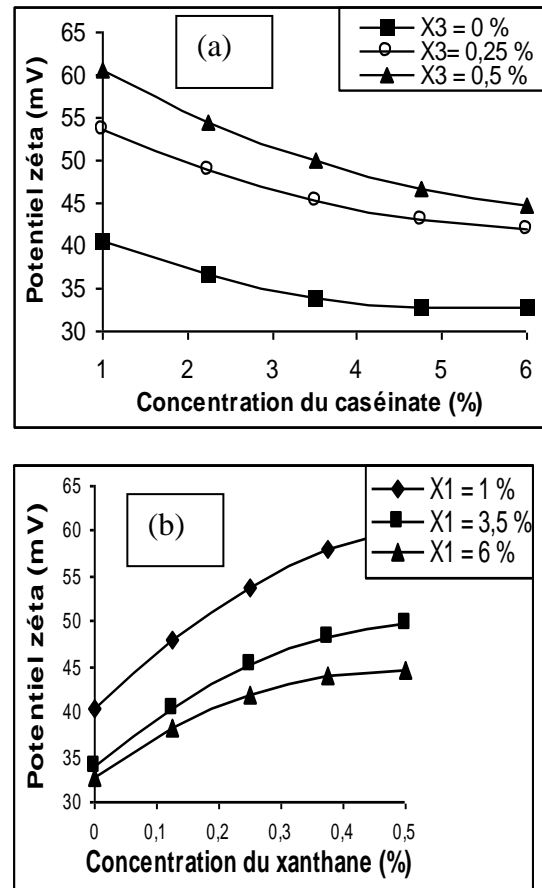 (a)
X3 = 0 %
X3= 0,25 %
X3 = 0,5 %
Potentiel zéta (mV)
65
60
55
50
45
40
35
30
1 2 3 4 5 6
Concentration du caséinate (%)
(b)
X1 = 1 %
X1 = 3,5 %
X1 = 6 %
Potentiel zéta (mV)
65
60
55
50
45
40
35
30
0 0,1 0,2 0,3 0,4 0,5
Concentration du xanthane (%)